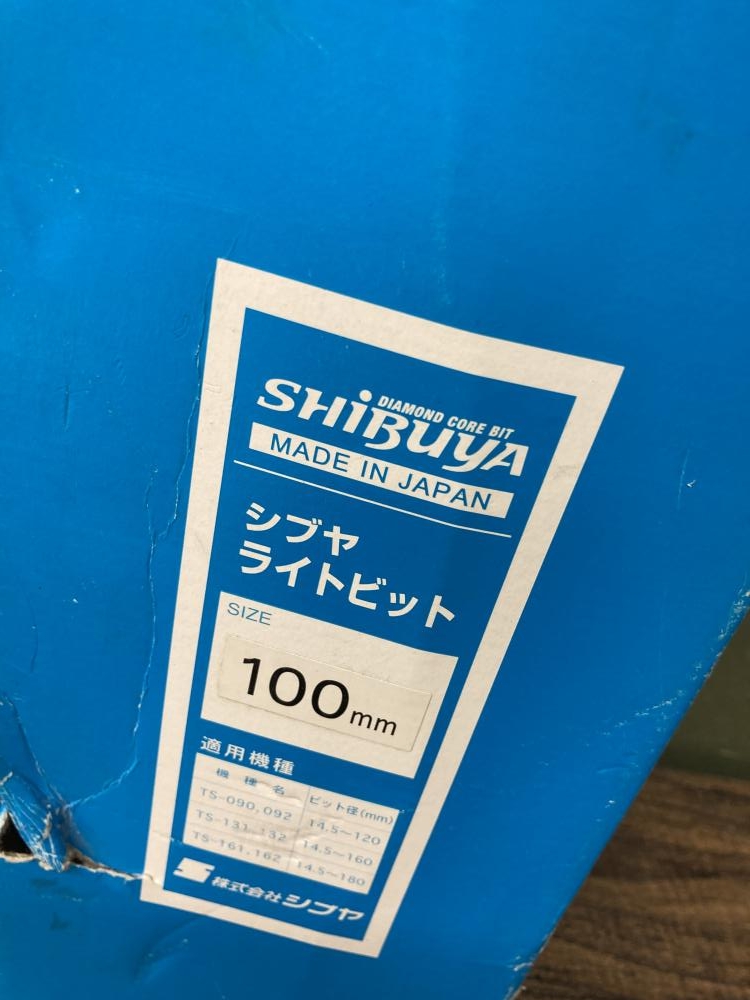 DIAMOND CORE BIT
SHiBUYA
MADE IN JAPAN
シブヤ
ライトビット
SIZE
100mm
適用機種
機種名 ビット径(mm)
TS-090,092 14.5〜120
TS-131,132 14.5〜160
TS-161,162 14.5〜180
株式会社シブヤ